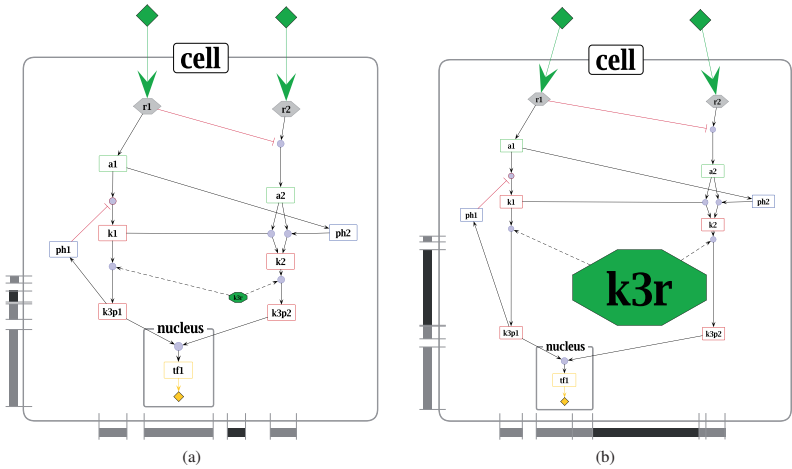 cell
r1
r2
a1
a2
k1
ph2
ph1
k2
k3r
k3p1
k3p2
nucleus
tf1
(a)
cell
r1
r2
a1
a2
k1
ph2
ph1
k2
k3r
k3p1
k3p2
nucleus
tf1
(b)